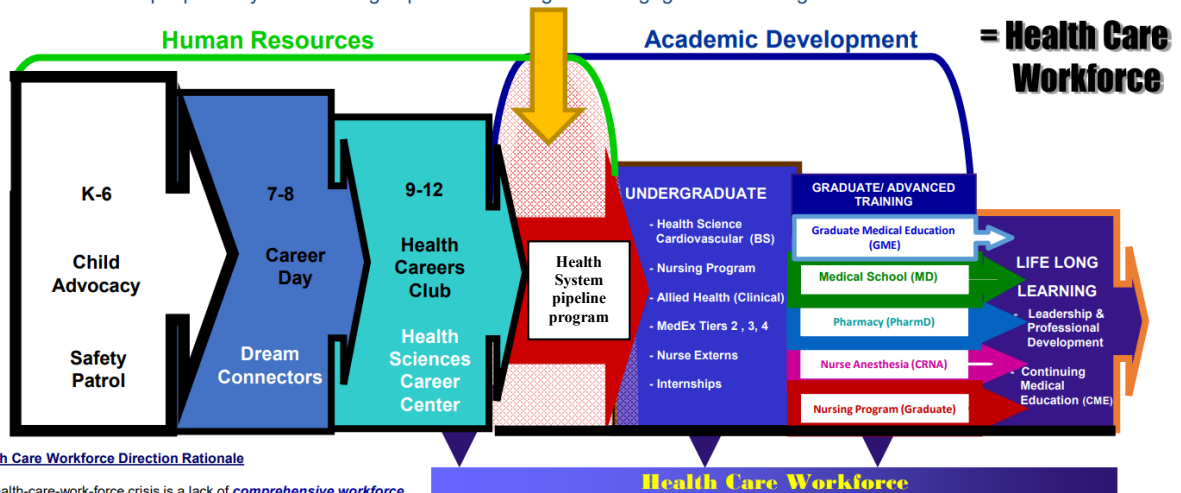 Human Resources
Academic Development
= Health Care
Workforce
K-6
Child
Advocacy
Safety
Patrol
7-8
Career
Day
Dream
Connectors
9-12
Health
Careers
Club
Health
Sciences
Career
Center
Health
System
pipeline
program
UNDERGRADUATE
- Health Science
Cardiovascular (BS)
- Nursing Program
- Allied Health (Clinical)
- MedEx Tiers 2 , 3, 4
- Nurse Externs
- Internships
GRADUATE/ ADVANCED
TRAINING
Graduate Medical Education
(GME)
Medical School (MD)
Pharmacy (PharmD)
Nurse Anesthesia (CRNA)
Nursing Program (Graduate)
LIFE LONG
LEARNING
- Leadership &
Professional
Development
- Continuing
Medical
Education (CME)
Care Workforce Direction Rationale
-care-work-force crisis is a lack of comprehensive workforce
Health Care Workforce